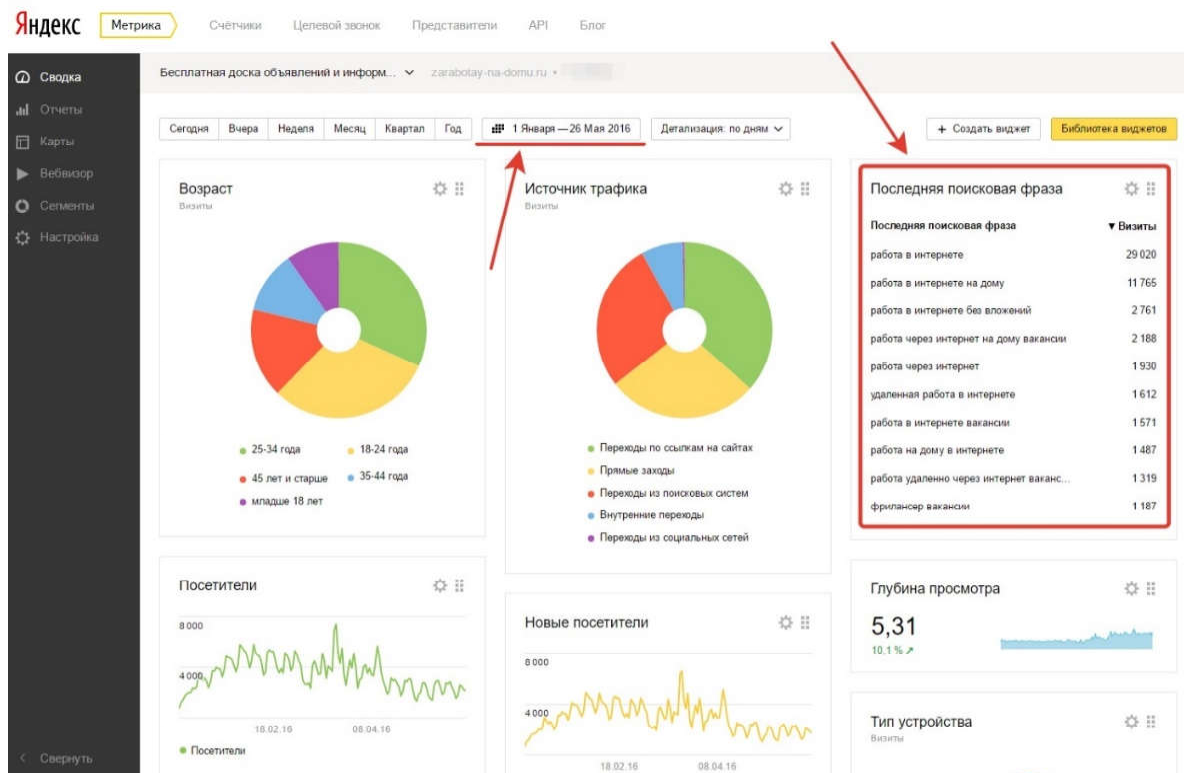 Яндекс Метрика Счётчики Целевой звонок Представители API Блог
Сводка
Отчеты
Карты
Вебвизор
Сегменты
Настройка
Свернуть
Бесплатная доска объявлений и информ... zarabotay-na-domu.ru •
Сегодня Вчера Неделя Месяц Квартал Год 1 Января — 26 Мая 2016 Детализация: по дням + Создать виджет Библиотека виджетов
Возраст
Визиты
25-34 года 18-24 года
45 лет и старше 35-44 года
младше 18 лет
Источник трафика
Визиты
Переходы по ссылкам на сайтах
Прямые заходы
Переходы из поисковых систем
Внутренние переходы
Переходы из социальных сетей
Последняя поисковая фраза
Последняя поисковая фраза ▼ Визиты
работа в интернете 29 020
работа в интернете на дому 11 765
работа в интернете без вложений 2 761
работа через интернет на дому вакансии 2 188
работа через интернет 1 930
удаленная работа в интернете 1 612
работа в интернете вакансии 1 571
работа на дому в интернете 1 487
работа удаленно через интернет ваканс... 1 319
фрилансер вакансии 1 187
Посетители
8 000
4 000
18.02.16 08.04.16
Посетители
Новые посетители
8 000
4 000
18.02.16 08.04.16
Глубина просмотра
5,31
10,1 % ↗
Тип устройства
Визиты